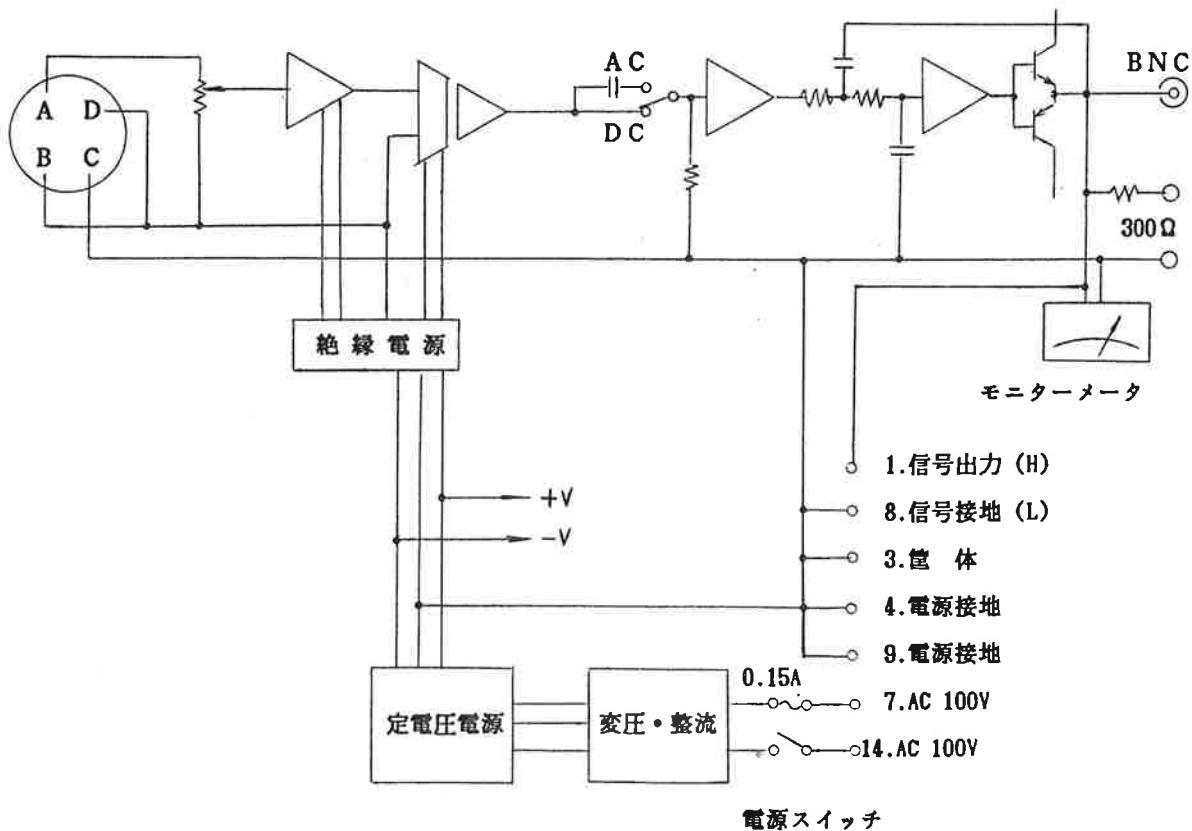 AC
BNC
A D
DC
B C
300Ω
絶縁電源
モニターメータ
1.信号出力 (H)
+V
8.信号接地 (L)
-V
3.筐 体
4.電源接地
9.電源接地
0.15A
定電圧電源
変圧・整流
7.AC 100V
14.AC 100V
電源スイッチ